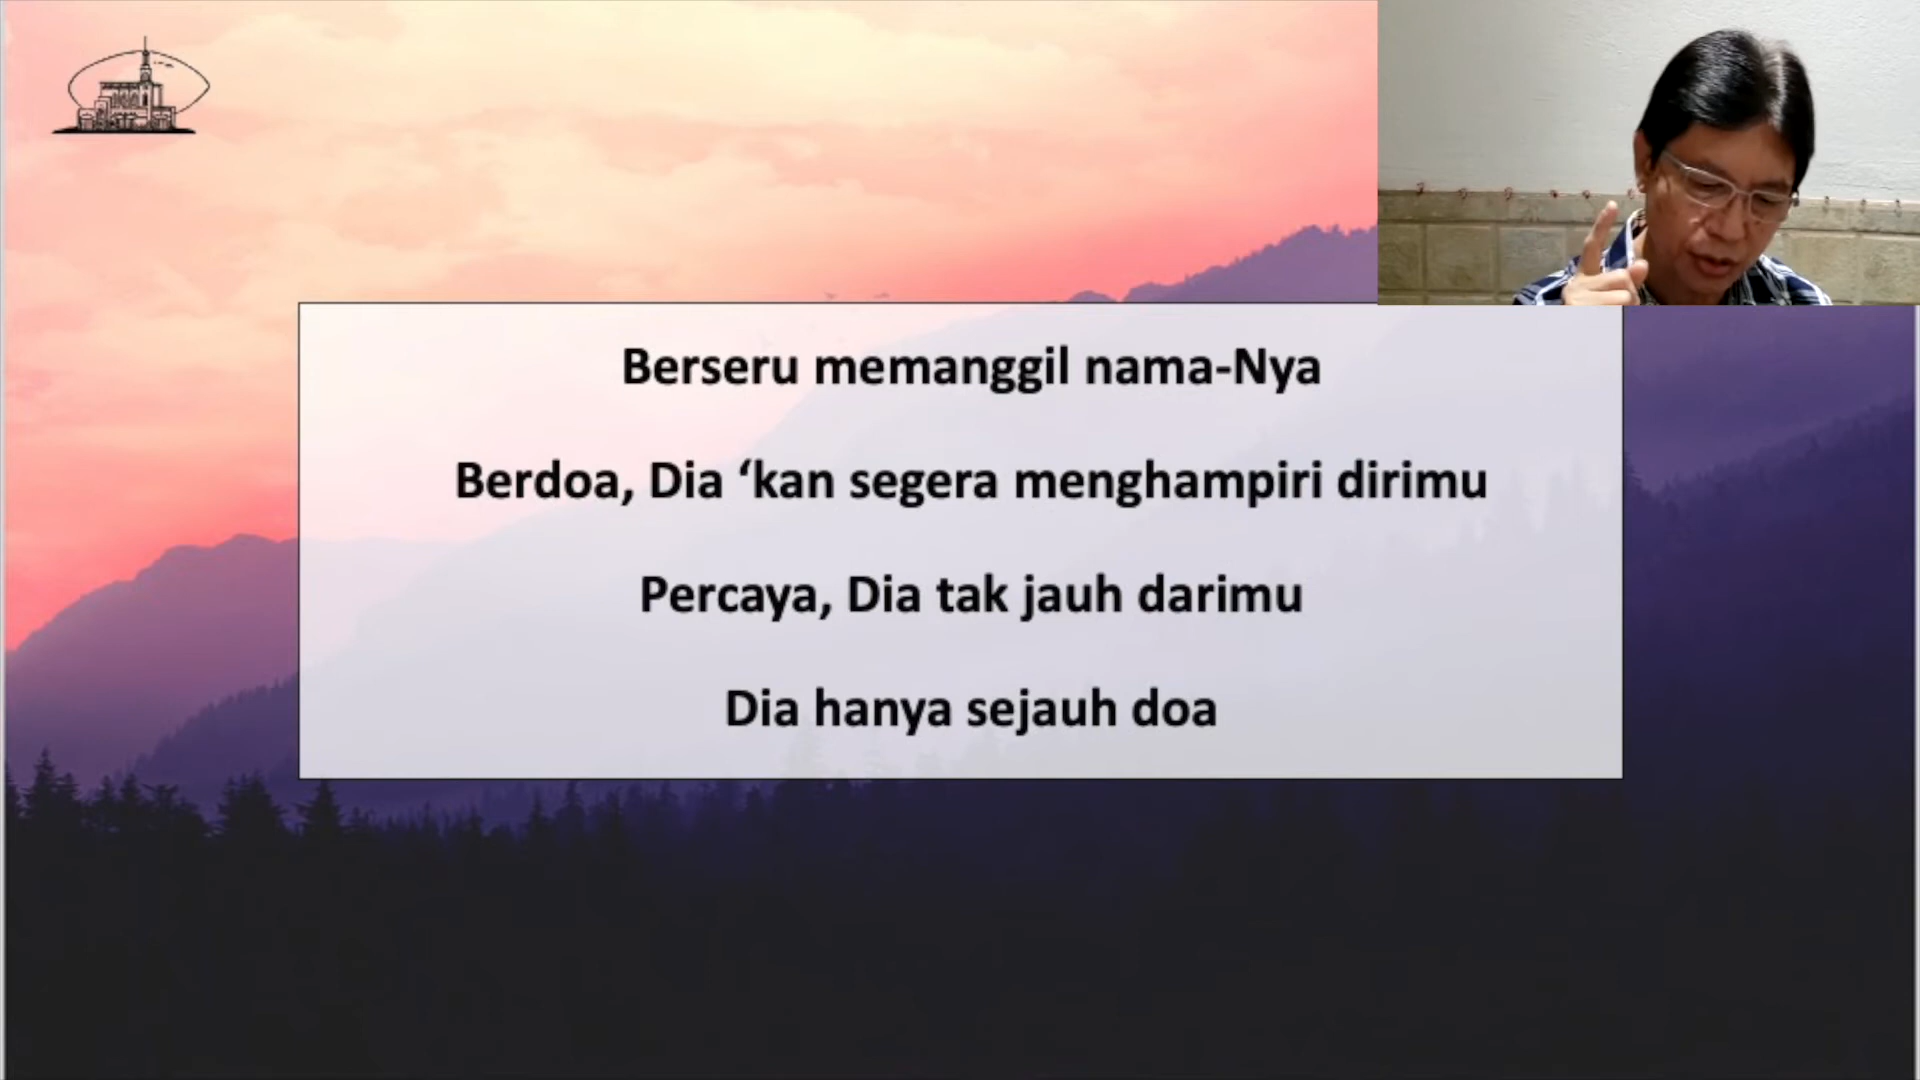 Berseru memanggil nama-Nya
Berdoa, Dia ‘kan segera menghampiri dirimu
Percaya, Dia tak jauh darimu
Dia hanya sejauh doa